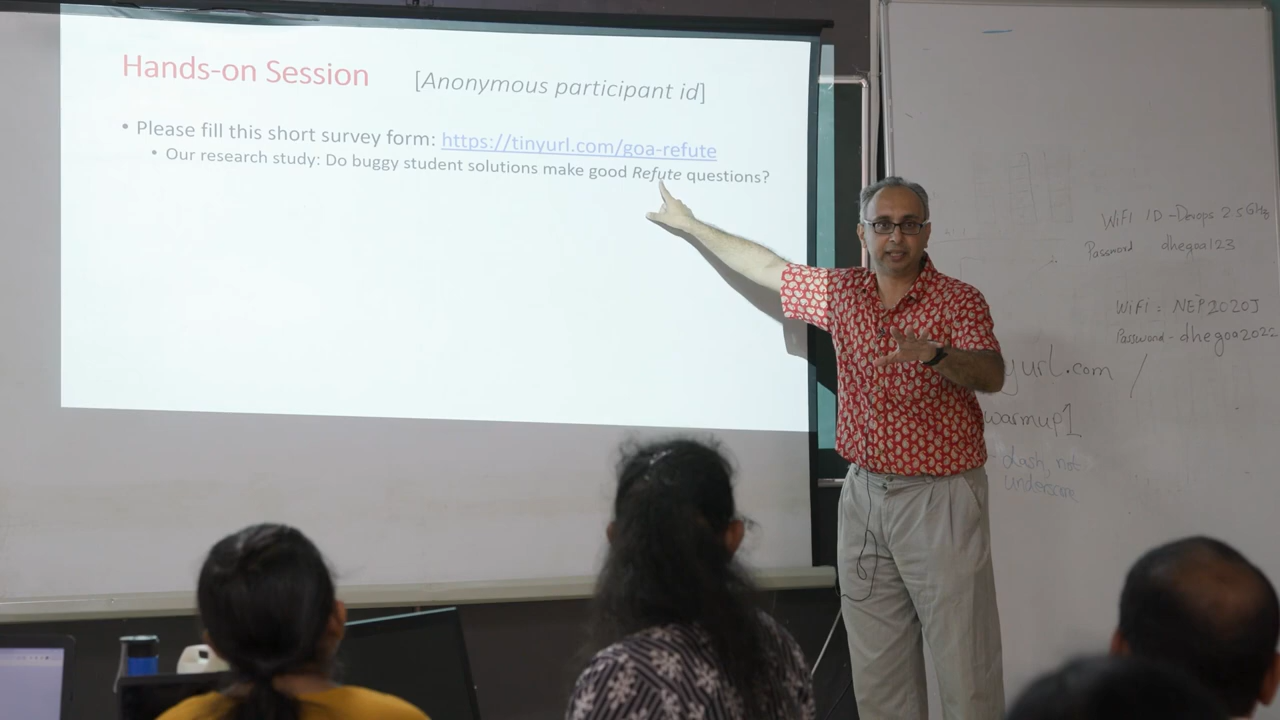 Hands-on Session [Anonymous participant id]
• Please fill this short survey form: https://tinyurl.com/goa-refute
• Our research study: Do buggy student solutions make good Refute questions?
WiFi ID - Devops 2.5GHz
Password dhegoa123
WiFi : NEP2020J
Password - dhegoa202
yurl.com /
warmup1
dash, not
underscore